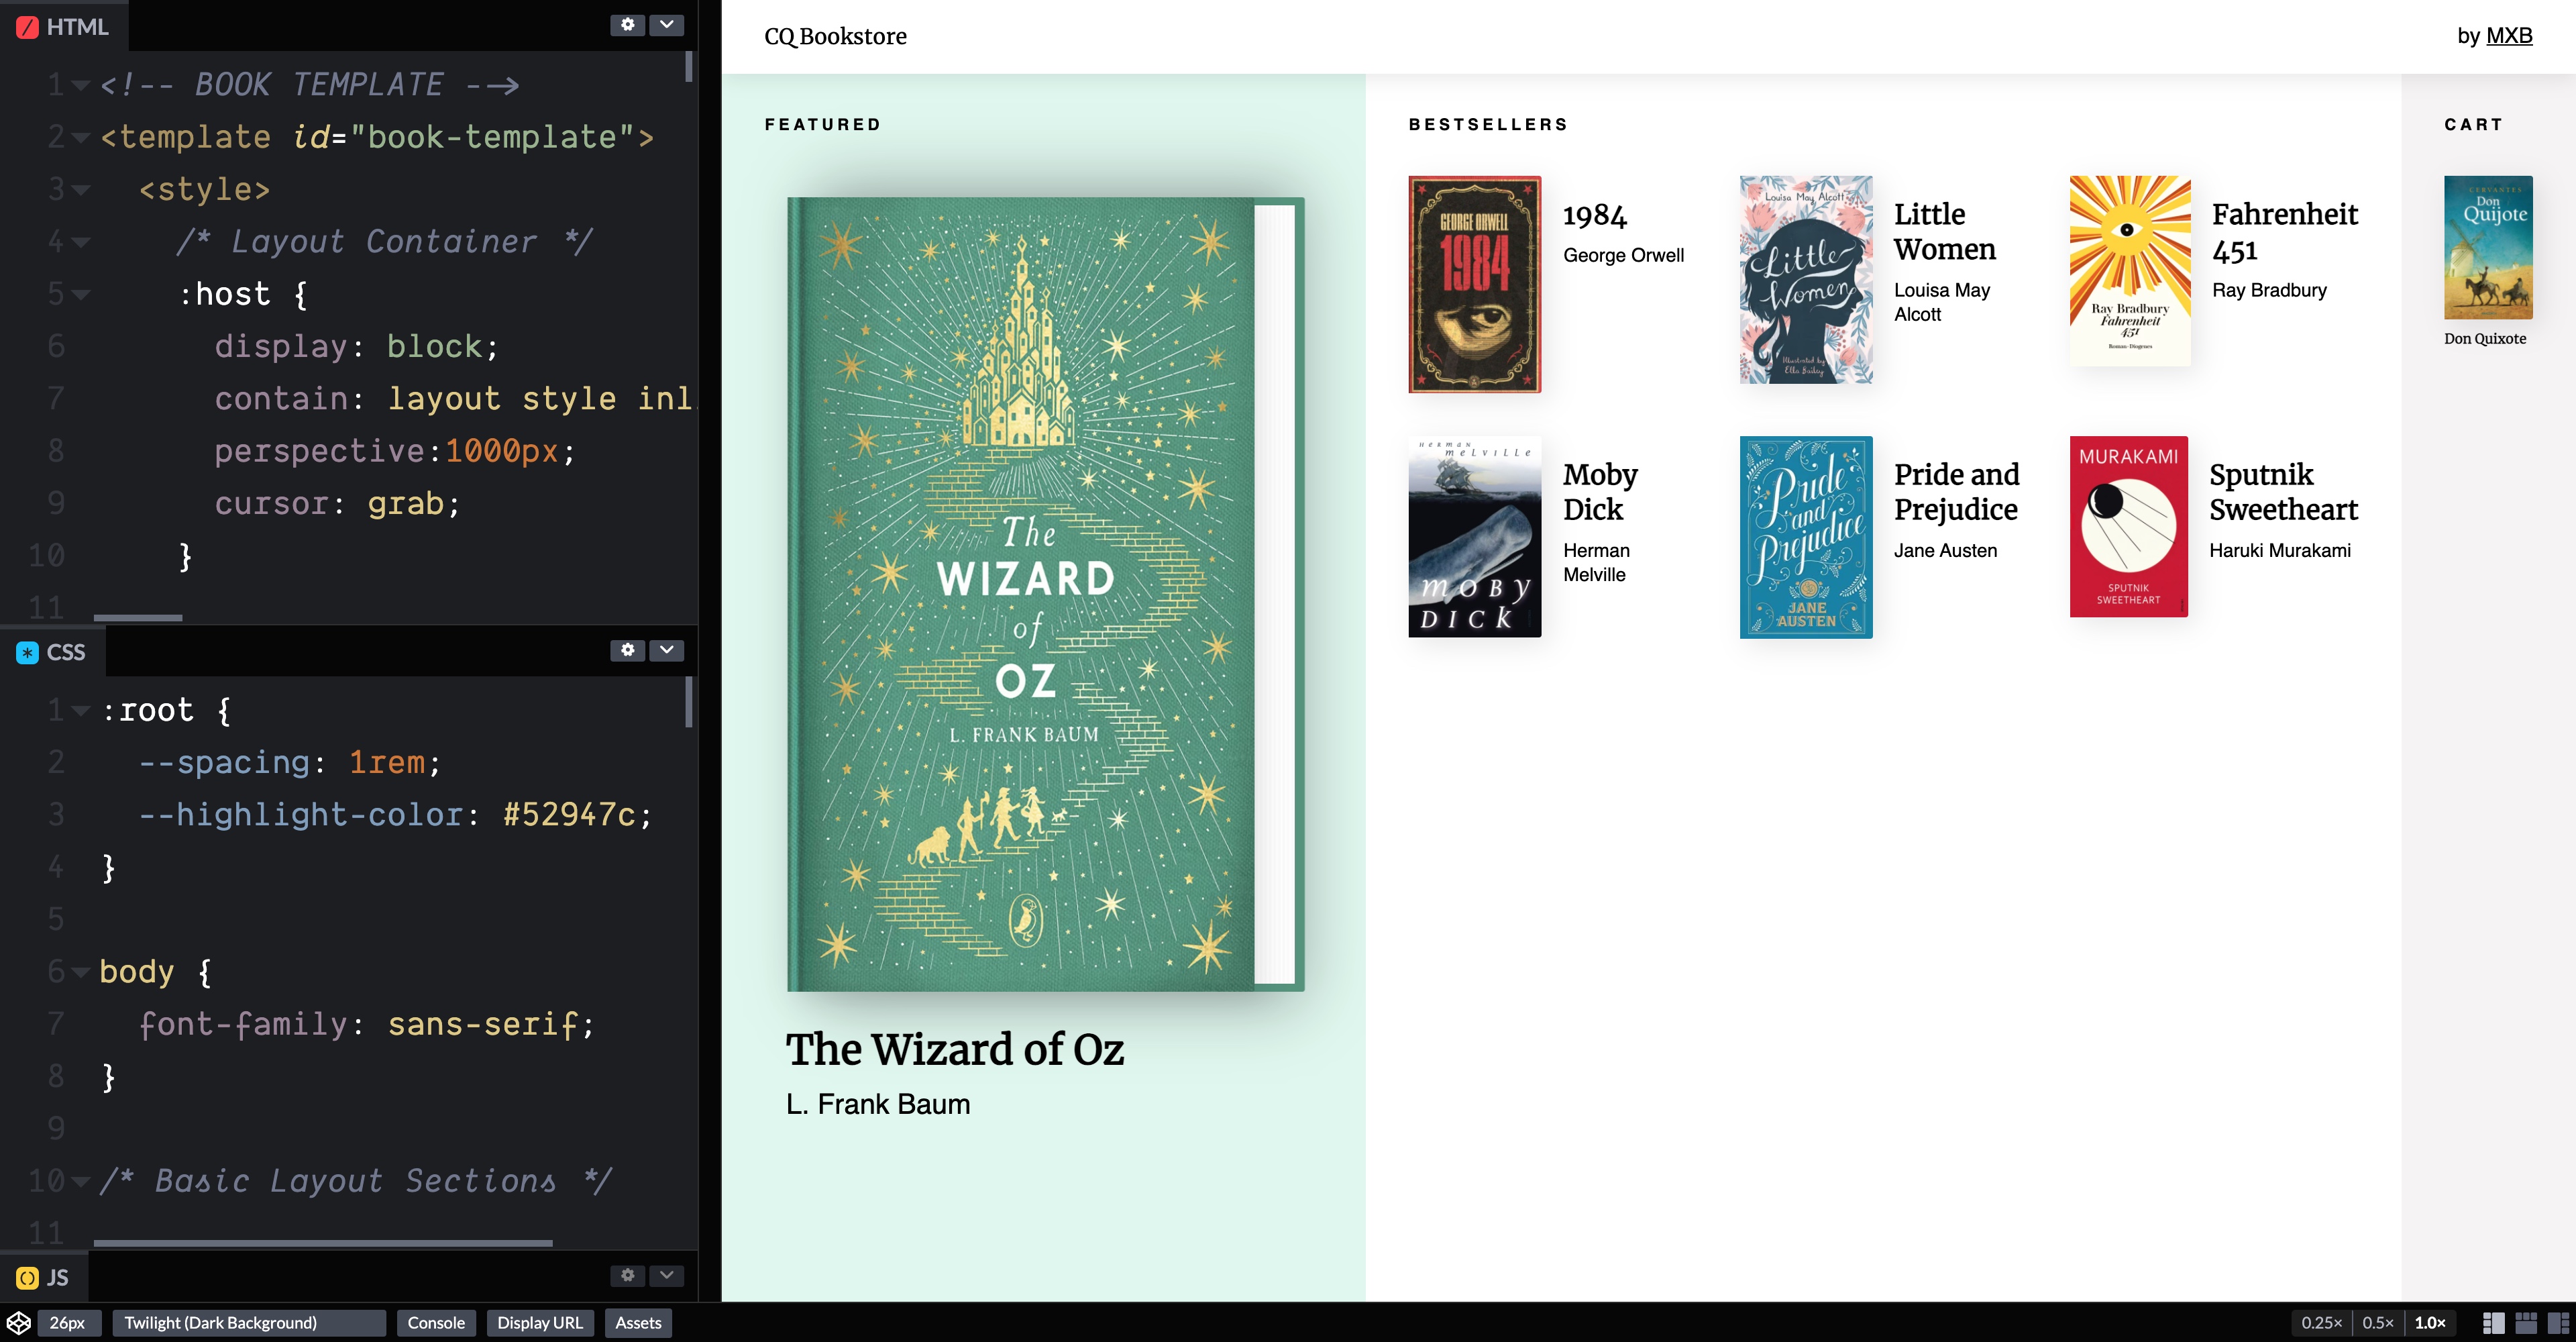 HTML
1 <!-- BOOK TEMPLATE -->
2 <template id="book-template">
3 <style>
4 /* Layout Container */
5 :host {
6 display: block;
7 contain: layout style inl
8 perspective:1000px;
9 cursor: grab;
10 }
11
CSS
1 :root {
2 --spacing: 1rem;
3 --highlight-color: #52947c;
4 }
5
6 body {
7 font-family: sans-serif;
8 }
9
10 /* Basic Layout Sections */
11
JS
26px
Twilight (Dark Background)
Console
Display URL
Assets
0.25×
0.5×
1.0×
CQ Bookstore
by MXB
FEATURED
The
WIZARD
of
OZ
L. FRANK BAUM
The Wizard of Oz
L. Frank Baum
BESTSELLERS
GEORGE ORWELL
1984
1984
George Orwell
Louisa May Alcott
Little
Women
Illustrated by
Ella Bailey
Little
Women
Louisa May
Alcott
Ray Bradbury
Fahrenheit
451
Roman · Diogenes
Fahrenheit
451
Ray Bradbury
HERMAN
MELVILLE
MOBY
DICK
Moby
Dick
Herman
Melville
Pride
and
Prejudice
JANE
AUSTEN
Pride and
Prejudice
Jane Austen
MURAKAMI
SPUTNIK
SWEETHEART
Sputnik
Sweetheart
Haruki Murakami
CART
CERVANTES
Don
Quijote
Don Quixote